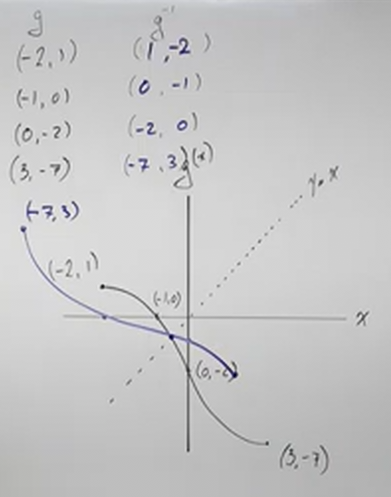 g g⁻¹
(-2, 1) (1, -2)
(-1, 0) (0, -1)
(0, -2) (-2, 0)
(3, -7) (-7, 3)
g(x)
y = x
(-7, 3)
(-2, 1)
(-1, 0)
x
(0, -2)
(3, -7)